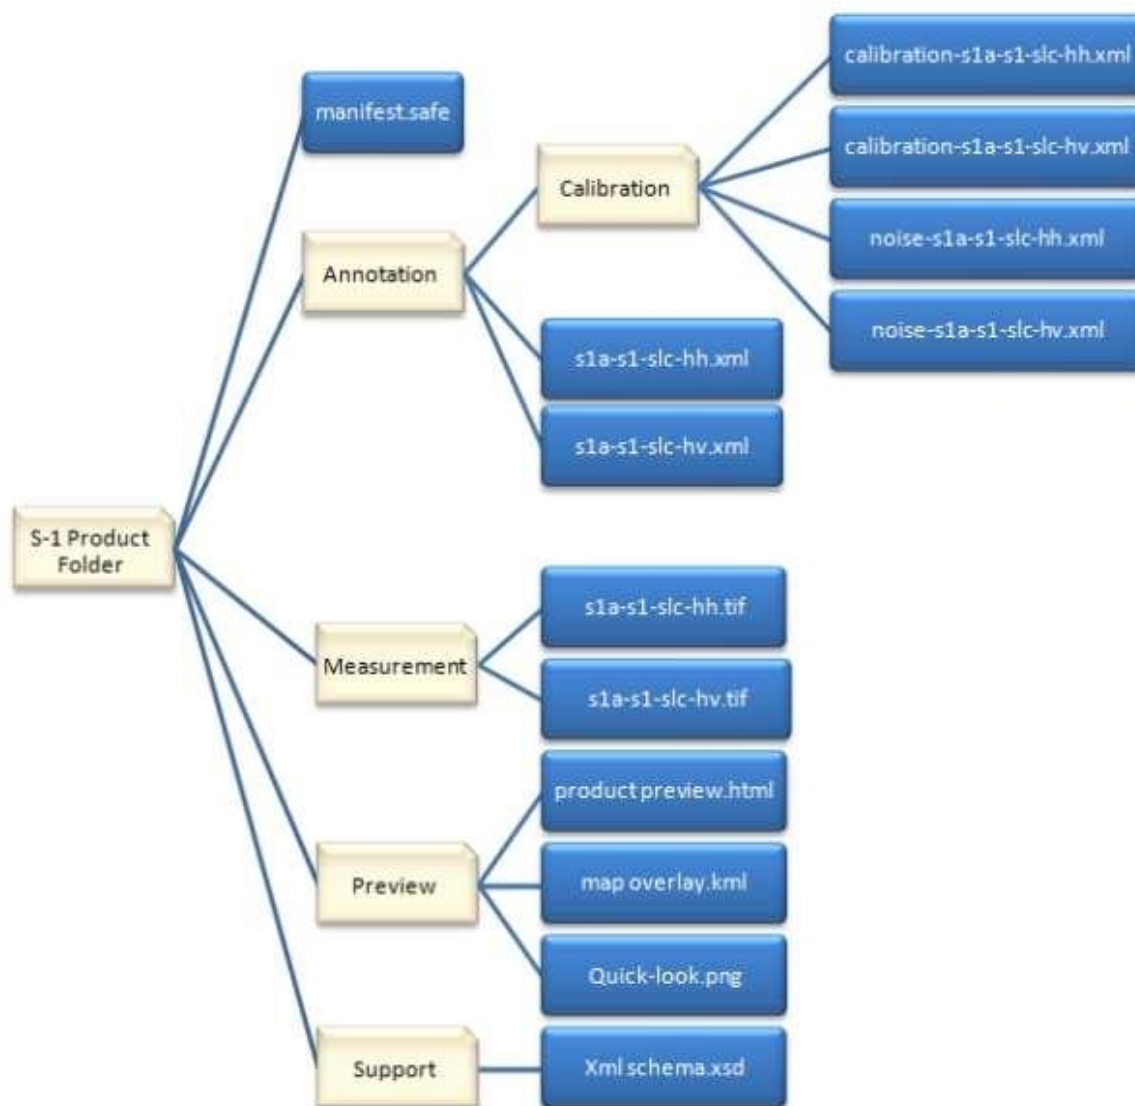 manifest.safe
Annotation
Calibration
calibration-s1a-s1-slc-hh.xml
calibration-s1a-s1-slc-hv.xml
noise-s1a-s1-slc-hh.xml
noise-s1a-s1-slc-hv.xml
s1a-s1-slc-hh.xml
s1a-s1-slc-hv.xml
S-1 Product
Folder
Measurement
s1a-s1-slc-hh.tif
s1a-s1-slc-hv.tif
Preview
product preview.html
map overlay.kml
Quick-look.png
Support
Xml schema.xsd